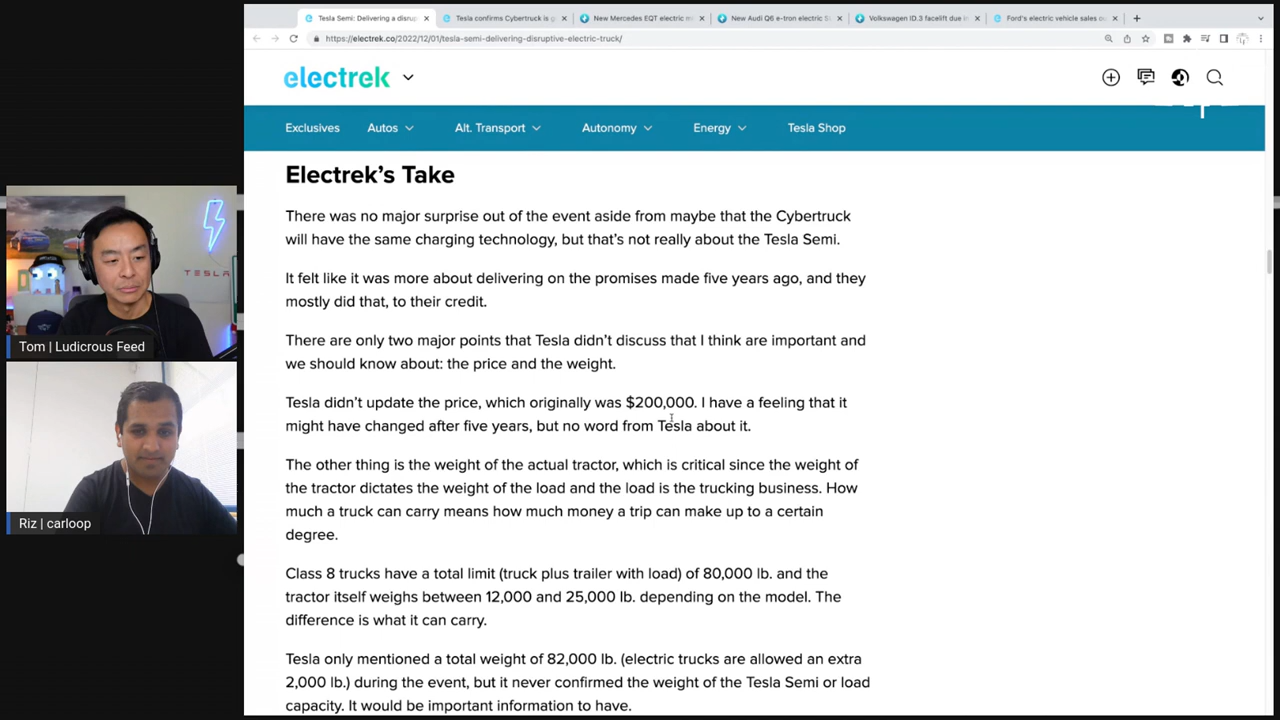 Tesla Semi: Delivering a disrup
Tesla confirms Cybertruck is g
New Mercedes EQT electric m
New Audi Q6 e-tron electric S
Volkswagen ID.3 facelift due i
Ford's electric vehicle sales o
https://electrek.co/2022/12/01/tesla-semi-delivering-disruptive-electric-truck/
electrek
Exclusives Autos Alt. Transport Autonomy Energy Tesla Shop
Electrek's Take
There was no major surprise out of the event aside from maybe that the Cybertruck
will have the same charging technology, but that's not really about the Tesla Semi.
It felt like it was more about delivering on the promises made five years ago, and they
mostly did that, to their credit.
There are only two major points that Tesla didn't discuss that I think are important and
we should know about: the price and the weight.
Tesla didn't update the price, which originally was $200,000. I have a feeling that it
might have changed after five years, but no word from Tesla about it.
The other thing is the weight of the actual tractor, which is critical since the weight of
the tractor dictates the weight of the load and the load is the trucking business. How
much a truck can carry means how much money a trip can make up to a certain
degree.
Class 8 trucks have a total limit (truck plus trailer with load) of 80,000 lb. and the
tractor itself weighs between 12,000 and 25,000 lb. depending on the model. The
difference is what it can carry.
Tesla only mentioned a total weight of 82,000 lb. (electric trucks are allowed an extra
2,000 lb.) during the event, but it never confirmed the weight of the Tesla Semi or load
capacity. It would be important information to have.
TESLA
Tom | Ludicrous Feed
Riz | carloop